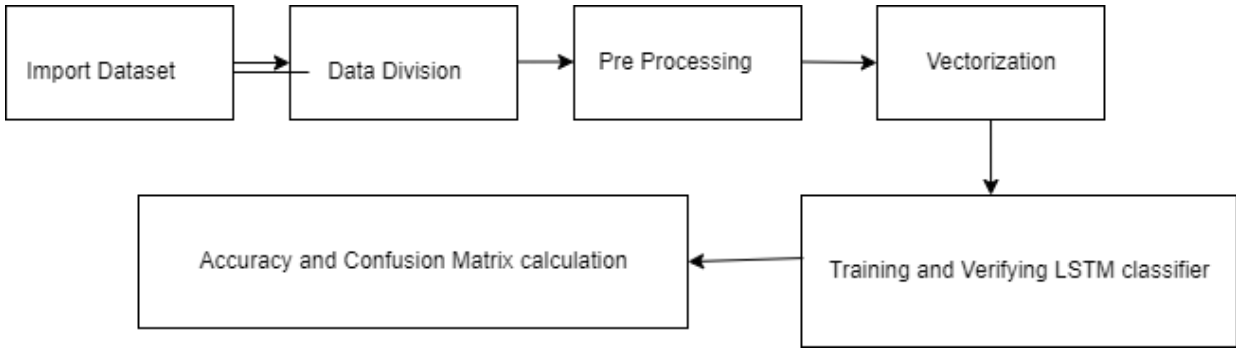 Import Dataset
Data Division
Pre Processing
Vectorization
Training and Verifying LSTM classifier
Accuracy and Confusion Matrix calculation